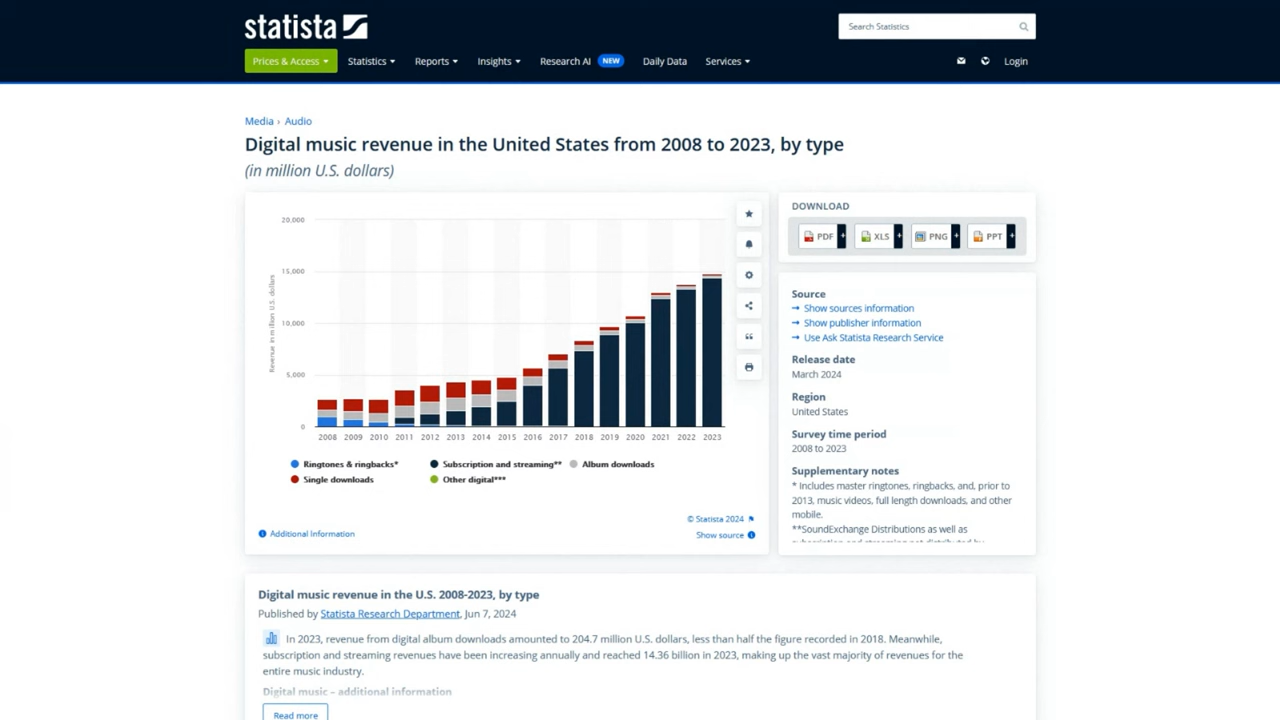 statista
Search Statistics
Prices & Access Statistics Reports Insights Research AI NEW Daily Data Services Login
Media › Audio
Digital music revenue in the United States from 2008 to 2023, by type
(in million U.S. dollars)
Revenue in million U.S. dollars
20,000
15,000
10,000
5,000
0
2008 2009 2010 2011 2012 2013 2014 2015 2016 2017 2018 2019 2020 2021 2022 2023
Ringtones & ringbacks* Subscription and streaming** Album downloads
Single downloads Other digital***
© Statista 2024
Additional Information Show source
DOWNLOAD
PDF + XLS + PNG + PPT +
Source
→ Show sources information
→ Show publisher information
→ Use Ask Statista Research Service
Release date
March 2024
Region
United States
Survey time period
2008 to 2023
Supplementary notes
* Includes master ringtones, ringbacks, and, prior to
2013, music videos, full length downloads, and other
mobile.
**SoundExchange Distributions as well as
Digital music revenue in the U.S. 2008-2023, by type
Published by Statista Research Department, Jun 7, 2024
In 2023, revenue from digital album downloads amounted to 204.7 million U.S. dollars, less than half the figure recorded in 2018. Meanwhile,
subscription and streaming revenues have been increasing annually and reached 14.36 billion in 2023, making up the vast majority of revenues for the
entire music industry.
Digital music – additional information
Read more